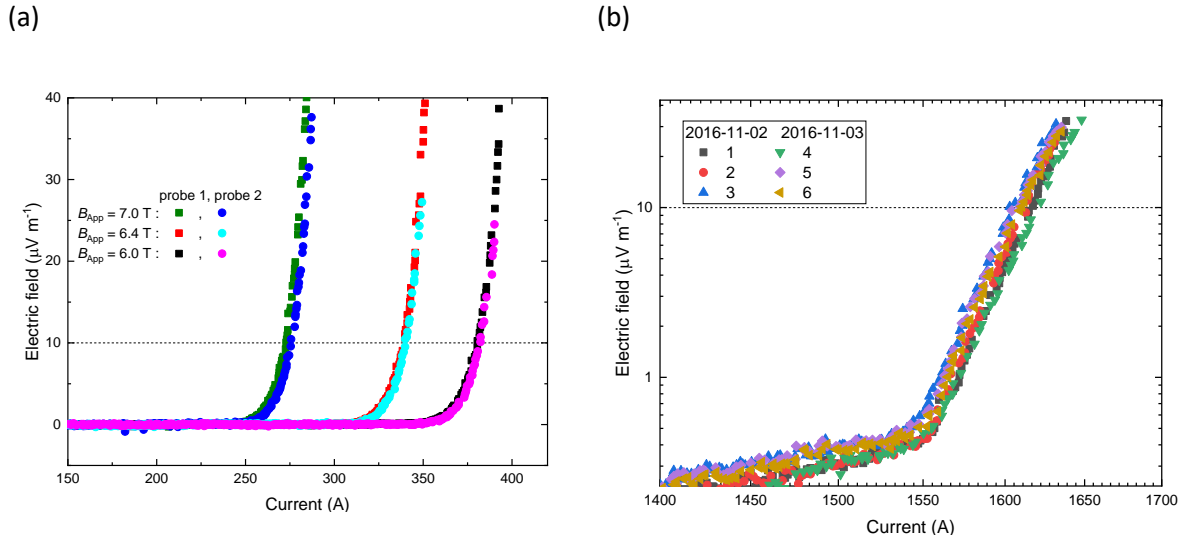 (a)
(b)
40
30
20
10
0
Electric field (µV m⁻¹)
probe 1, probe 2
B_App = 7.0 T : ,
B_App = 6.4 T : ,
B_App = 6.0 T : ,
150 200 250 300 350 400
Current (A)
10
1
Electric field (µV m⁻¹)
2016-11-02 2016-11-03
1 4
2 5
3 6
1400 1450 1500 1550 1600 1650 1700
Current (A)